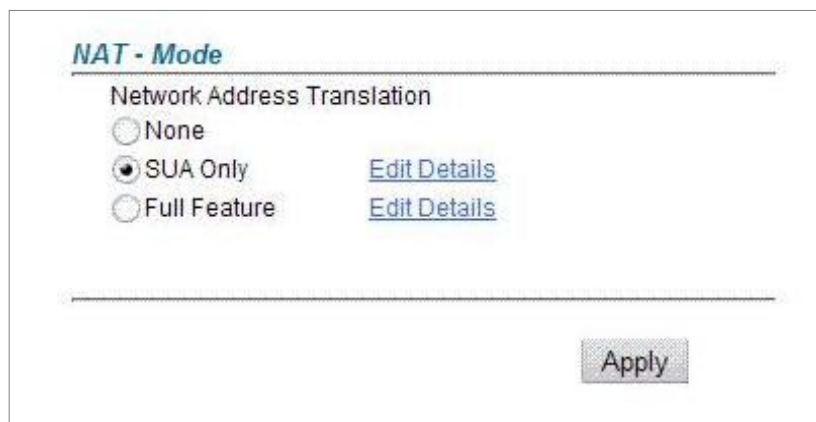 NAT - Mode
Network Address Translation
None
SUA Only Edit Details
Full Feature Edit Details
Apply